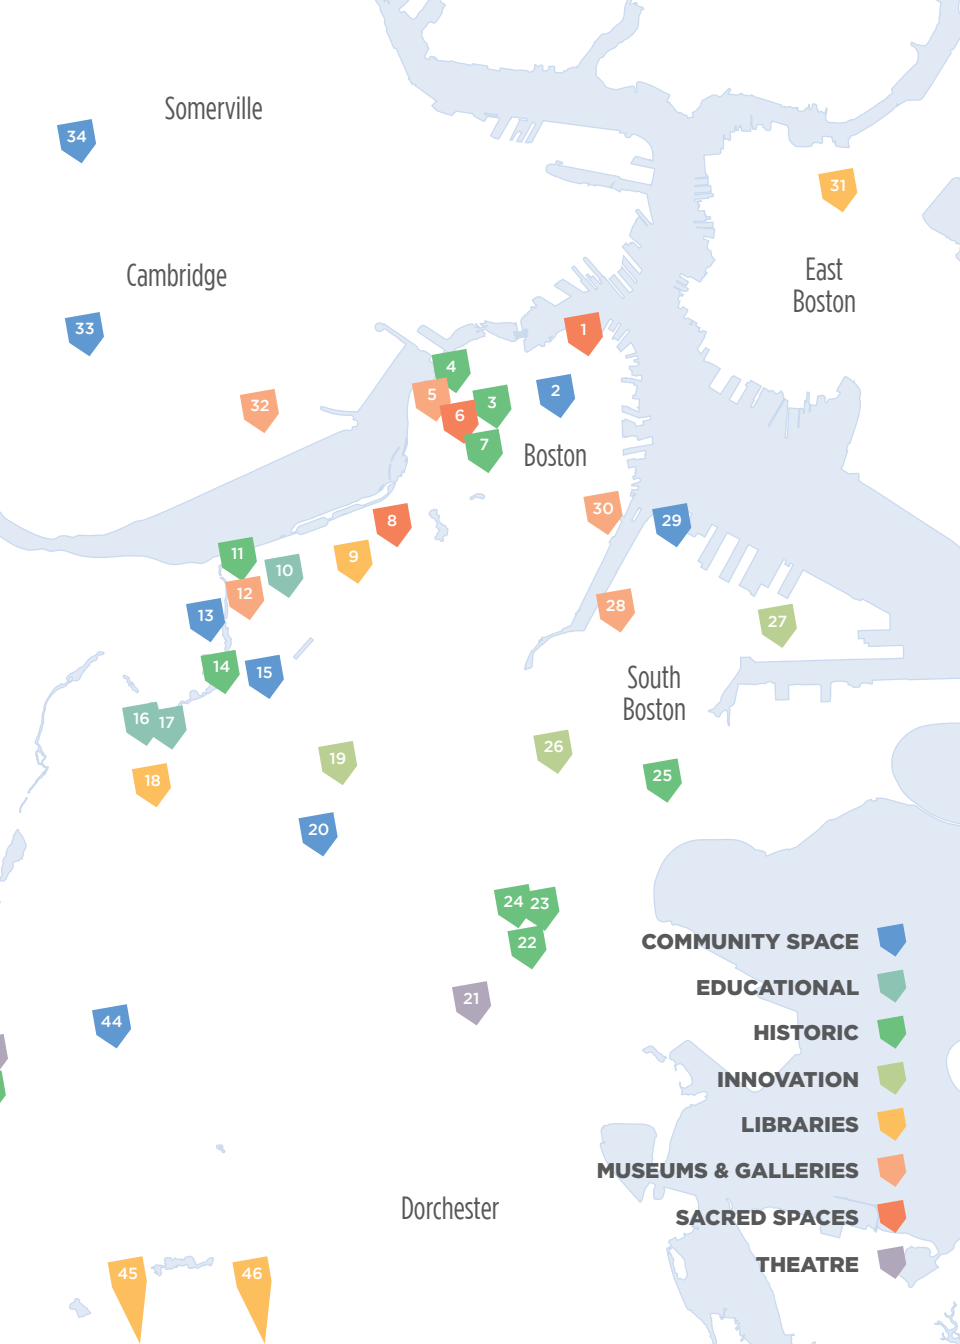 Somerville
34
31
Cambridge
East
Boston
33
1
4
5
3
2
32
6
7
Boston
30
8
29
11
9
10
12
28
13
27
14
15
South
Boston
16
17
26
19
18
25
20
24
23
22
COMMUNITY SPACE
EDUCATIONAL
21
44
HISTORIC
INNOVATION
LIBRARIES
MUSEUMS & GALLERIES
Dorchester
SACRED SPACES
THEATRE
45
46